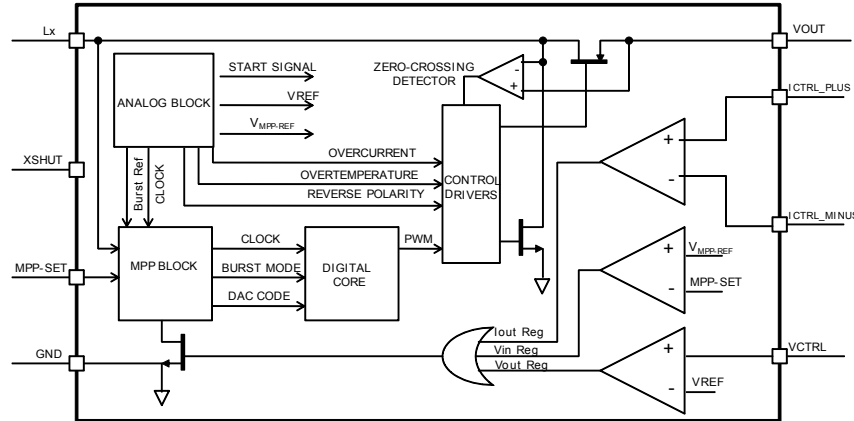 Lx
VOUT
START SIGNAL
ZERO-CROSSING
DETECTOR
-
+
ANALOG BLOCK
VREF
VMPP-REF
ICTRL_PLUS
+
-
OVERCURRENT
XSHUT
Burst Ref
CLOCK
OVERTEMPERATURE
REVERSE POLARITY
CONTROL
DRIVERS
ICTRL_MINUS
CLOCK
PWM
MPP BLOCK
DIGITAL
CORE
MPP-SET
BURST MODE
DAC CODE
+
VMPP-REF
-
MPP-SET
Iout Reg
Vin Reg
Vout Reg
GND
+
VCTRL
-
VREF